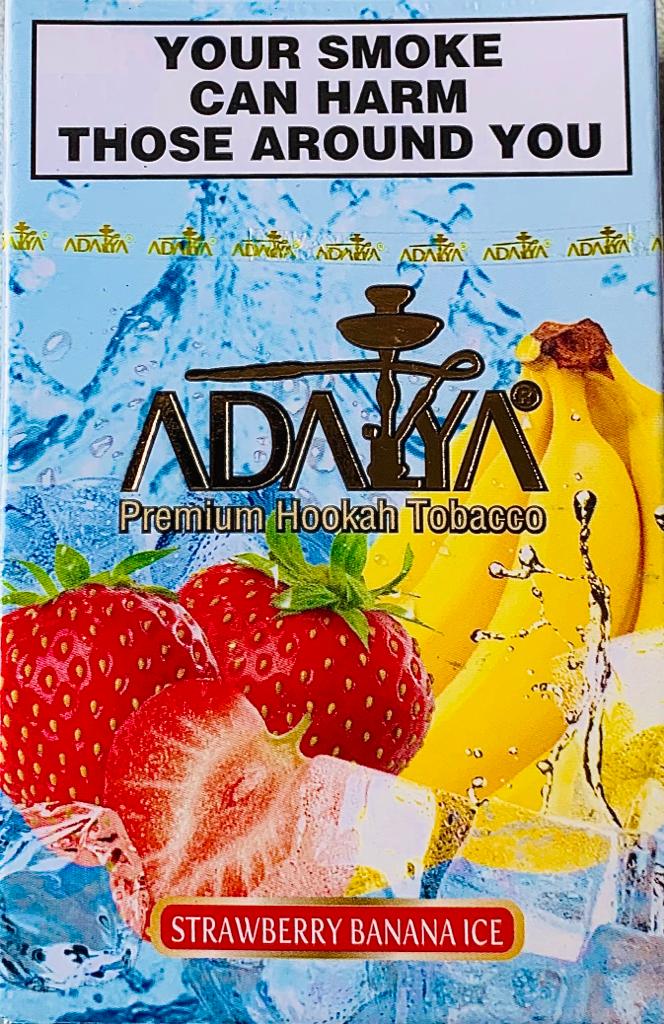 YOUR SMOKE
CAN HARM
THOSE AROUND YOU
ADALYA ADALYA ADALYA ADALYA ADALYA ADALYA ADALYA ADALYA
ADALYA®
Premium Hookah Tobacco
STRAWBERRY BANANA ICE